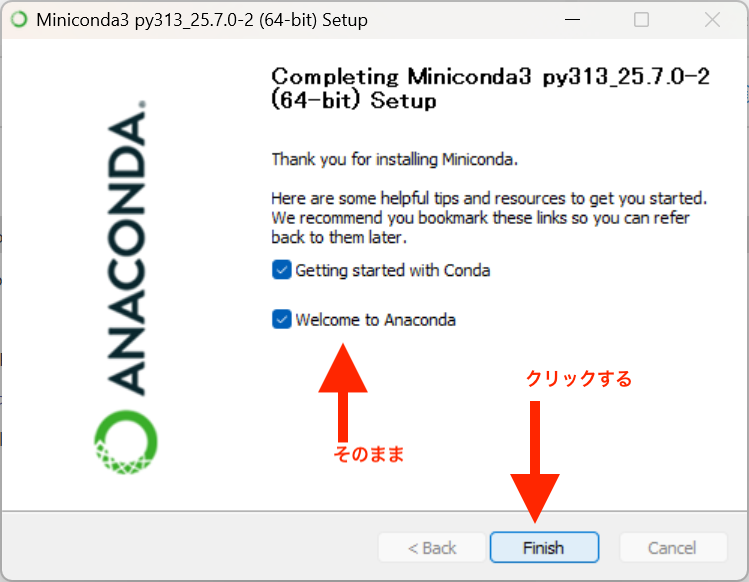 Miniconda3 py313_25.7.0-2 (64-bit) Setup
Completing Miniconda3 py313_25.7.0-2
(64-bit) Setup
ANACONDA.
Thank you for installing Miniconda.
Here are some helpful tips and resources to get you started.
We recommend you bookmark these links so you can refer
back to them later.
Getting started with Conda
Welcome to Anaconda
クリックする
そのまま
< Back
Finish
Cancel